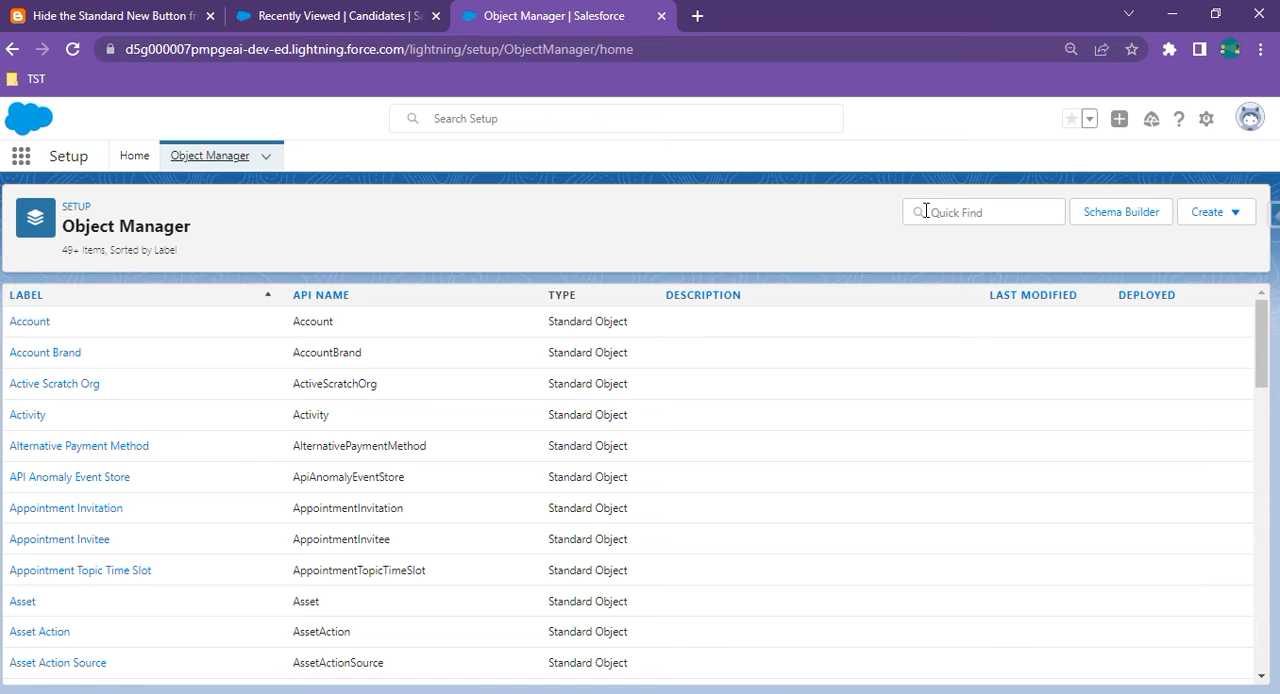 Hide the Standard New Button fr
Recently Viewed | Candidates | Sa
Object Manager | Salesforce
d5g000007pmpgeai-dev-ed.lightning.force.com/lightning/setup/ObjectManager/home
TST
Search Setup
Setup Home Object Manager
SETUP
Object Manager
49+ Items, Sorted by Label
Quick Find
Schema Builder
Create
LABEL API NAME TYPE DESCRIPTION LAST MODIFIED DEPLOYED
Account Account Standard Object
Account Brand AccountBrand Standard Object
Active Scratch Org ActiveScratchOrg Standard Object
Activity Activity Standard Object
Alternative Payment Method AlternativePaymentMethod Standard Object
API Anomaly Event Store ApiAnomalyEventStore Standard Object
Appointment Invitation AppointmentInvitation Standard Object
Appointment Invitee AppointmentInvitee Standard Object
Appointment Topic Time Slot AppointmentTopicTimeSlot Standard Object
Asset Asset Standard Object
Asset Action AssetAction Standard Object
Asset Action Source AssetActionSource Standard Object